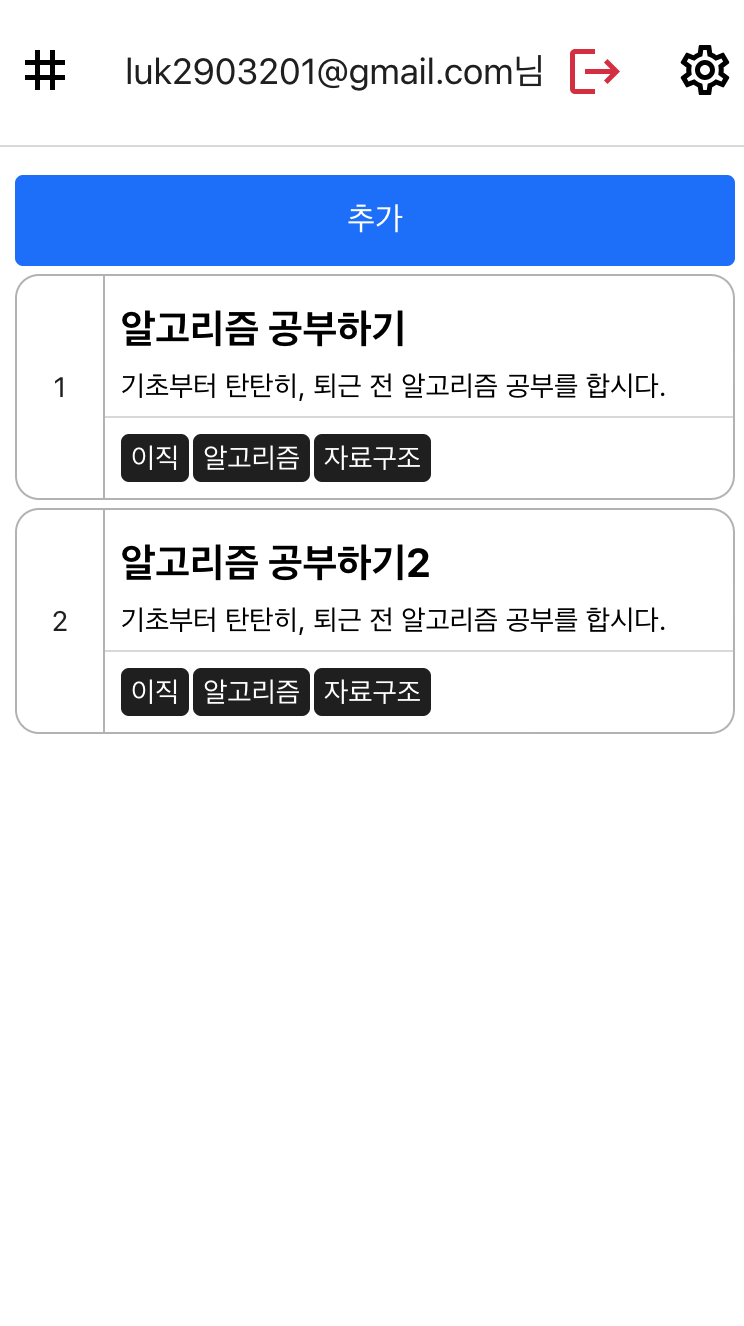 luk2903201@gmail.com님
추가
1
알고리즘 공부하기
기초부터 탄탄히, 퇴근 전 알고리즘 공부를 합시다.
이직 알고리즘 자료구조
2
알고리즘 공부하기2
기초부터 탄탄히, 퇴근 전 알고리즘 공부를 합시다.
이직 알고리즘 자료구조